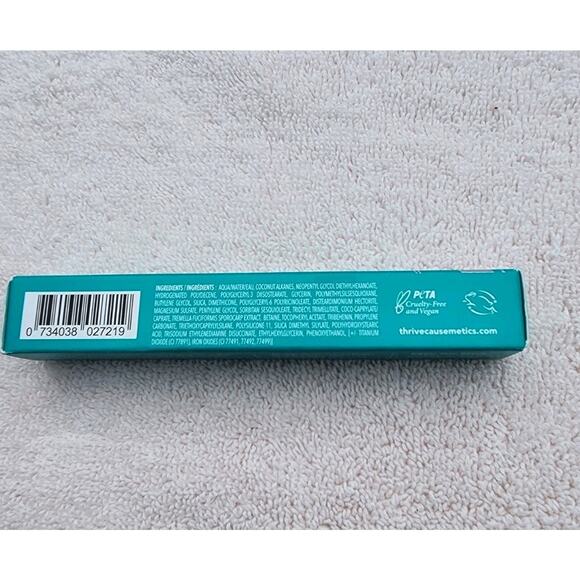 INGREDIENTS / INGRÉDIENTS : AQUA/WATER/EAU, COCONUT ALKANES, NEOPENTYL GLYCOL DIETHYLHEXANOATE,
HYDROGENATED POLYDECENE, POLYGLYCERYL-3 DIISOSTEARATE, GLYCERIN, POLYMETHYLSILSESQUIOXANE,
BUTYLENE GLYCOL, SILICA, DIMETHICONE, POLYGLYCERYL-6 POLYRICINOLEATE, DISTEARDIMONIUM HECTORITE,
MAGNESIUM SULFATE, PENTYLENE GLYCOL, SORBITAN SESQUIOLEATE, TRIDECYL TRIMELLITATE, COCO-CAPRYLATE/
CAPRATE, TREMELLA FUCIFORMIS SPOROCARP EXTRACT, BETAINE, TOCOPHERYL ACETATE, TRIBEHENIN, PROPYLENE
CARBONATE, TRIETHOXYCAPRYLYLSILANE, POLYSILICONE-11, SILICA DIMETHYL SILYLATE, POLYHYDROXYSTEARIC
ACID, TRISODIUM ETHYLENEDIAMINE DISUCCINATE, ETHYLHEXYLGLYCERIN, PHENOXYETHANOL, [+/- TITANIUM
DIOXIDE (CI 77891), IRON OXIDES (CI 77491, 77492, 77499)]
0 734038 027219
PETA
Cruelty-Free
and Vegan
thrivecausemetics.com